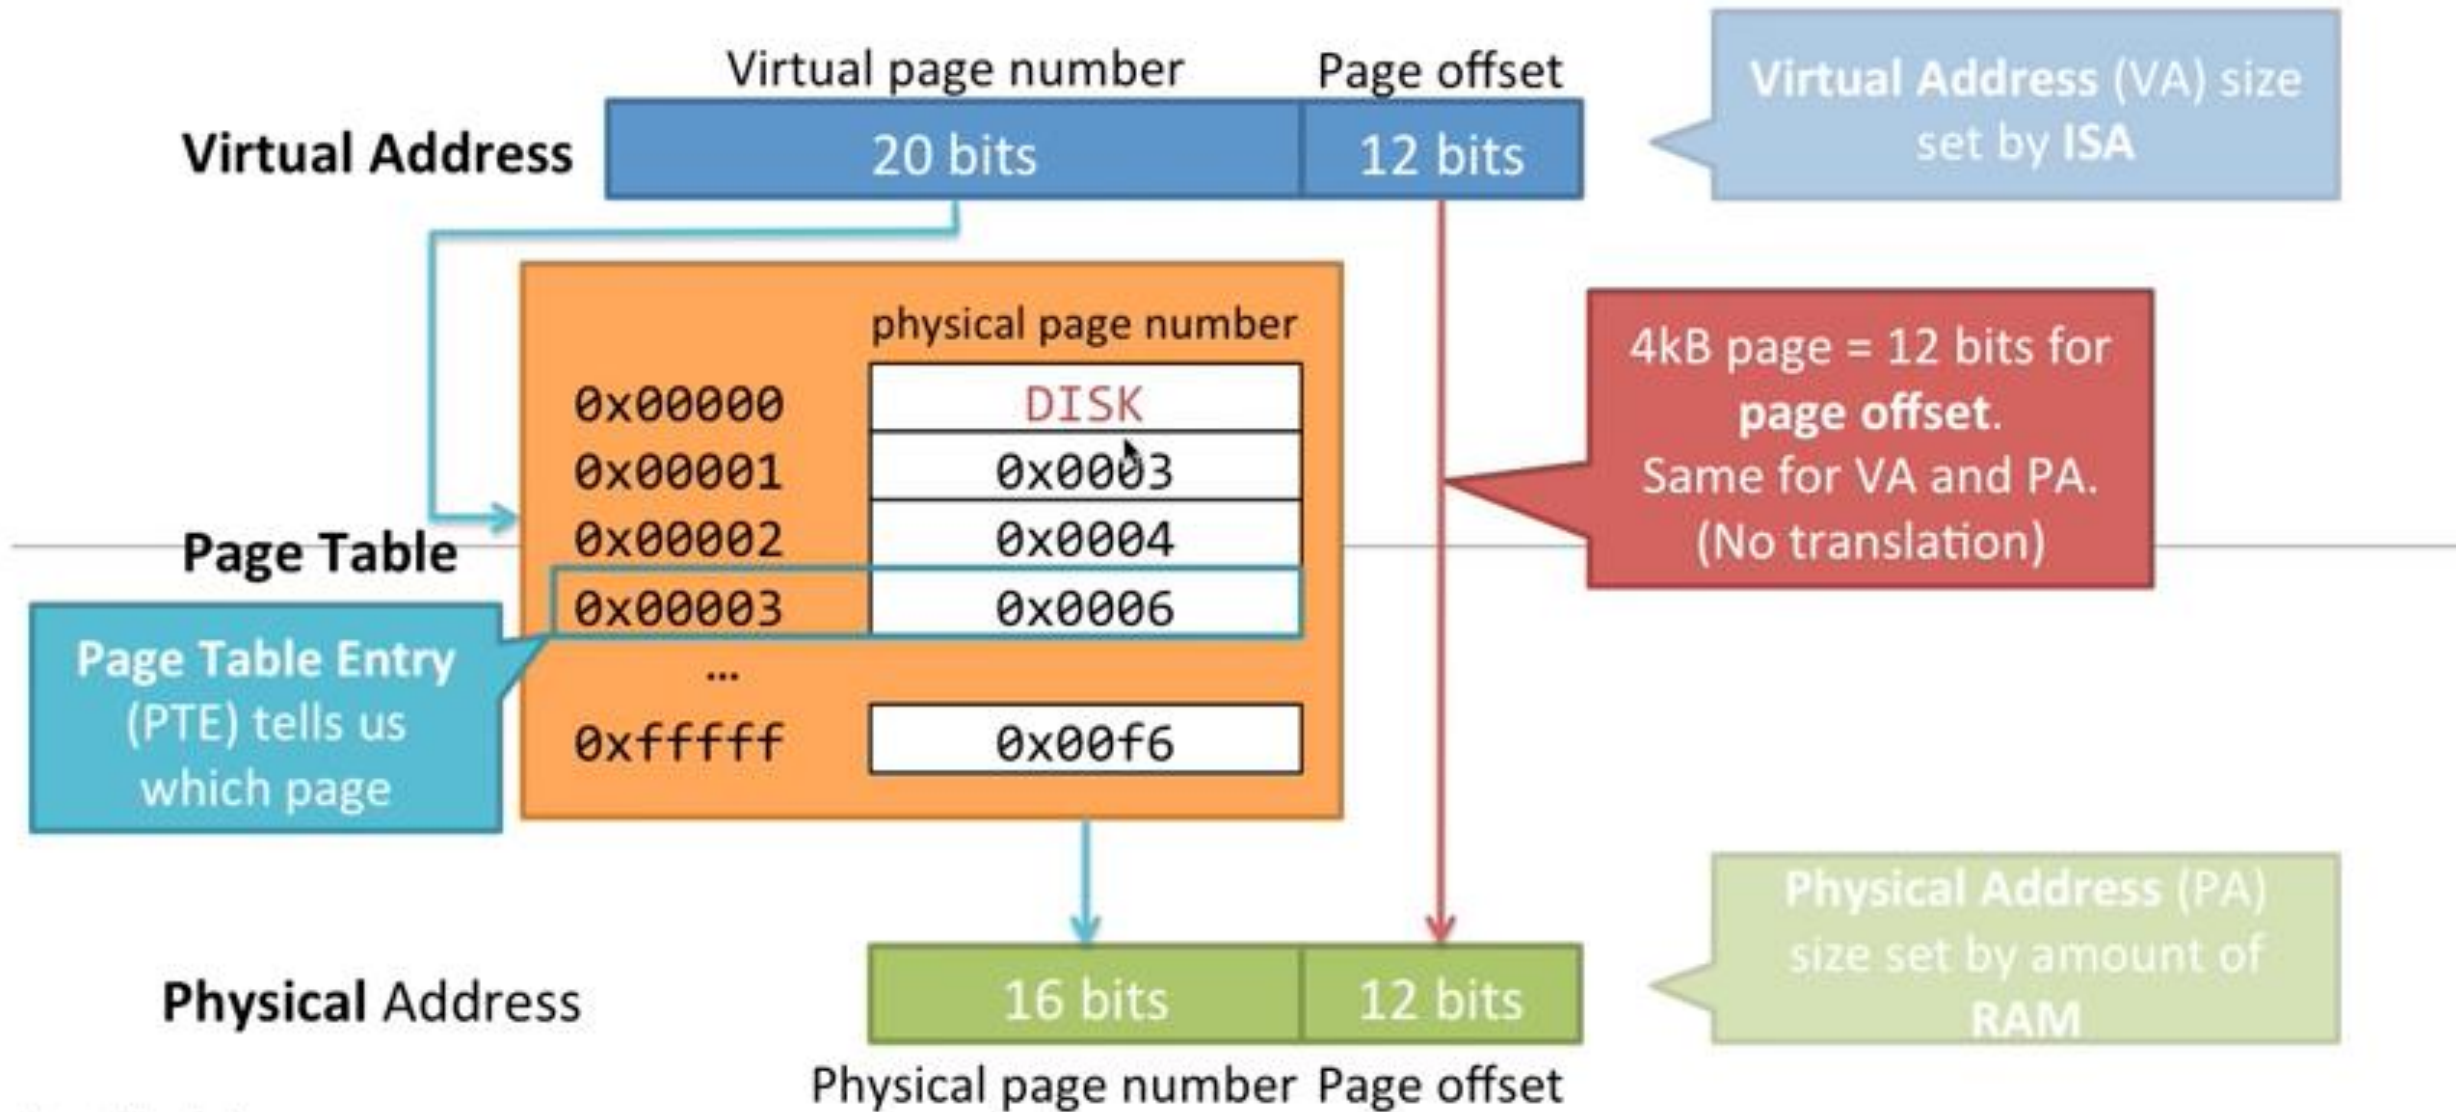 Virtual page number Page offset
Virtual Address 20 bits 12 bits
Virtual Address (VA) size
set by ISA
physical page number
0x00000 DISK
0x00001 0x0003
0x00002 0x0004
0x00003 0x0006
...
0xfffff 0x00f6
Page Table
Page Table Entry
(PTE) tells us
which page
4kB page = 12 bits for
page offset.
Same for VA and PA.
(No translation)
Physical Address 16 bits 12 bits
Physical page number Page offset
Physical Address (PA)
size set by amount of
RAM